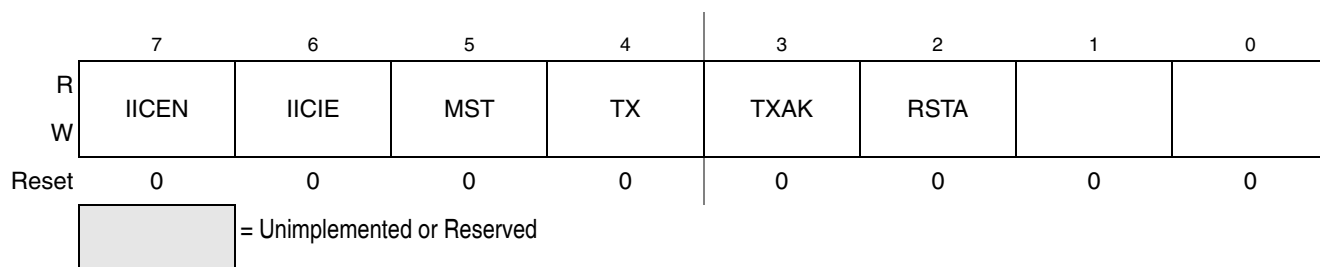 7 6 5 4 3 2 1 0
R
IICEN IICIE MST TX TXAK RSTA
W
Reset 0 0 0 0 0 0 0 0
= Unimplemented or Reserved